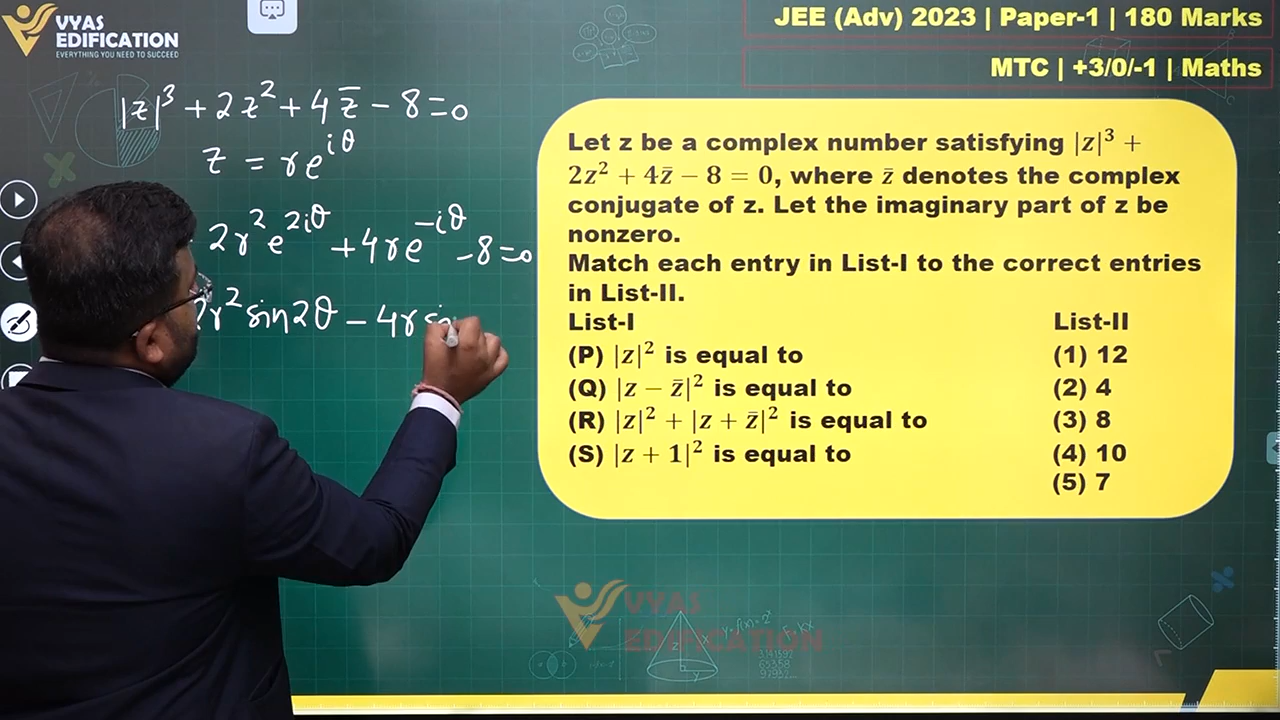 VYAS
EDIFICATION
EVERYTHING YOU NEED TO SUCCEED
JEE (Adv) 2023 | Paper-1 | 180 Marks
MTC | +3/0/-1 | Maths
|z|³ + 2z² + 4z̄ − 8 = 0
z = re^{iθ}
2r²e^{2iθ} + 4re^{−iθ} − 8 = 0
2r² sin2θ − 4r
Let z be a complex number satisfying |z|³ +
2z² + 4z̄ − 8 = 0, where z̄ denotes the complex
conjugate of z. Let the imaginary part of z be
nonzero.
Match each entry in List-I to the correct entries
in List-II.
List-I List-II
(P) |z|² is equal to (1) 12
(Q) |z − z̄|² is equal to (2) 4
(R) |z|² + |z + z̄|² is equal to (3) 8
(S) |z + 1|² is equal to (4) 10
(5) 7
VYAS
EDIFICATION